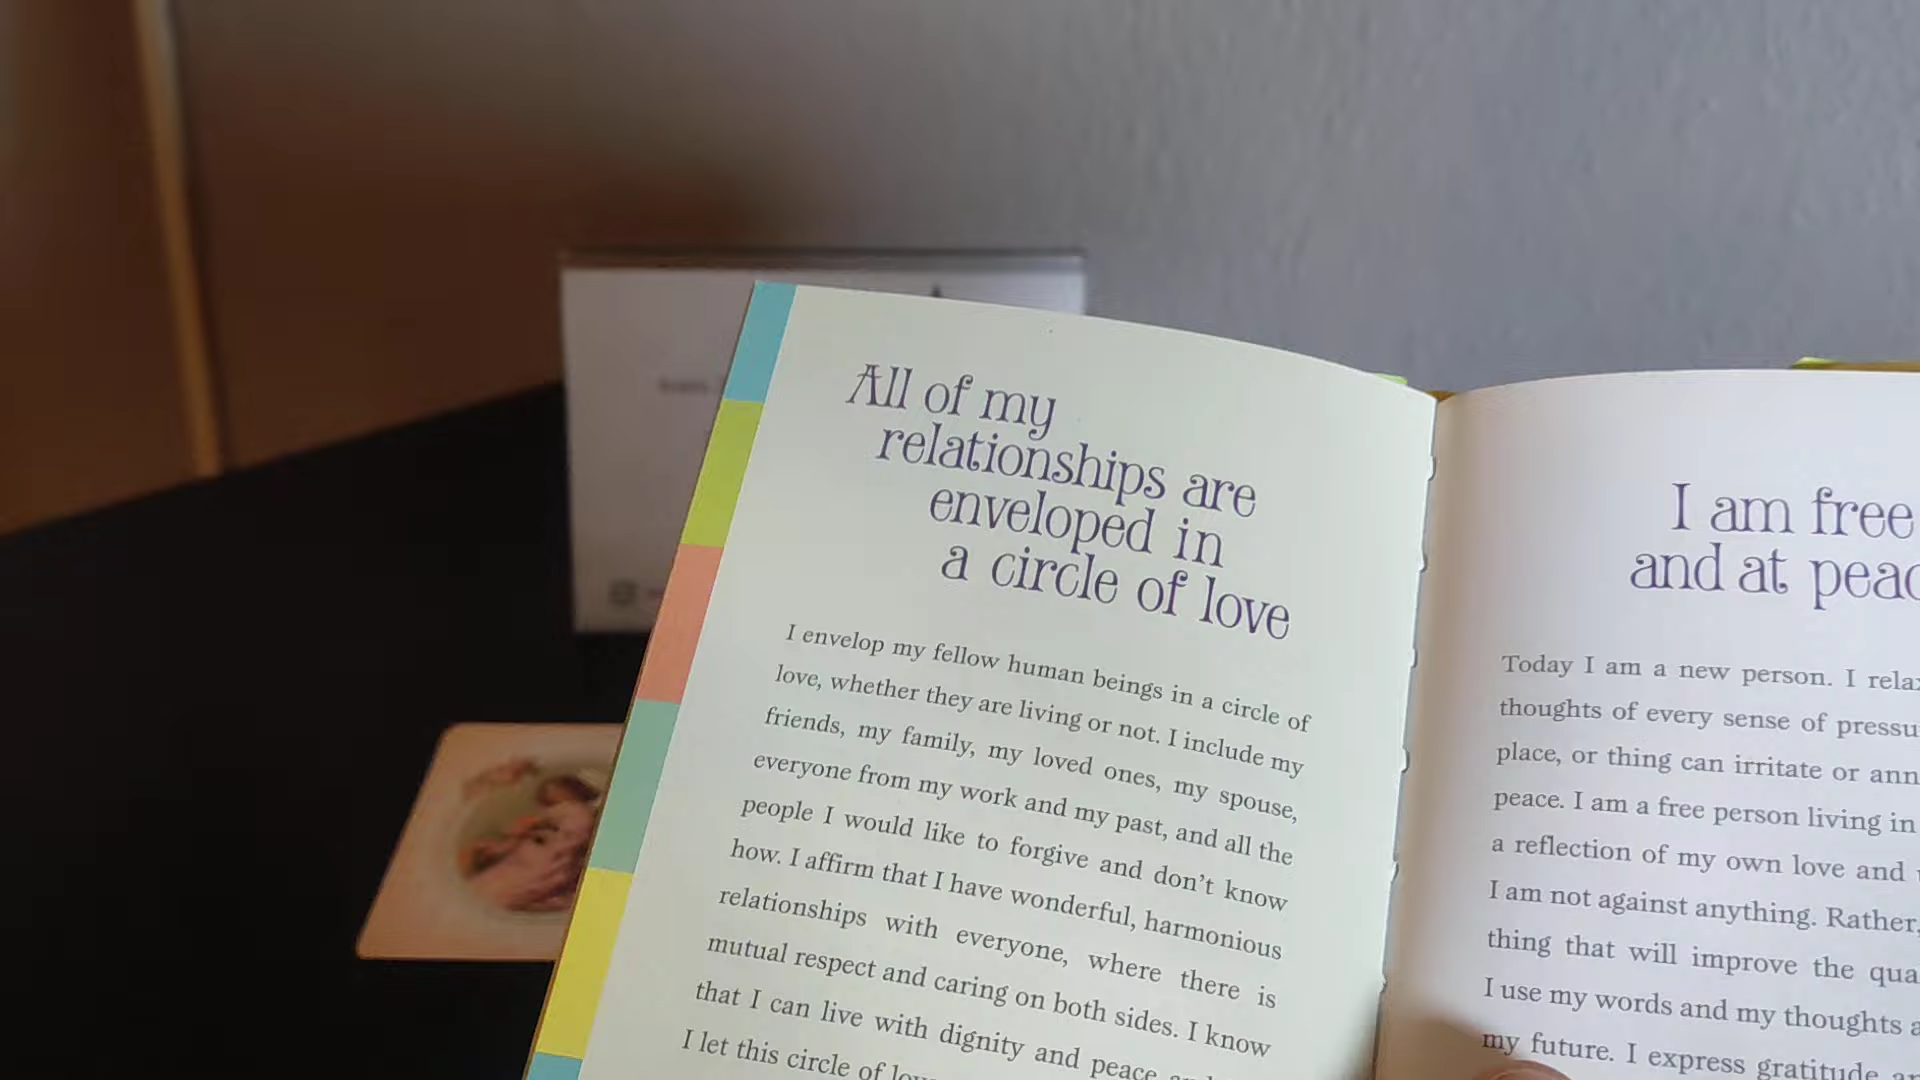 All of my
relationships are
enveloped in
a circle of love
I envelop my fellow human beings in a circle of
love, whether they are living or not. I include my
friends, my family, my loved ones, my spouse,
everyone from my work and my past, and all the
people I would like to forgive and don't know
how. I affirm that I have wonderful, harmonious
relationships with everyone, where there is
mutual respect and caring on both sides. I know
that I can live with dignity and peace
I let this circle of
I am free
and at
Today I am a new person. I
thoughts of every sense of
place, or thing can irritate or
peace. I am a free person living in
a reflection of my own love and
I am not against anything. Rather,
thing that will improve the
I use my words and my thoughts
my future. I express gratitude